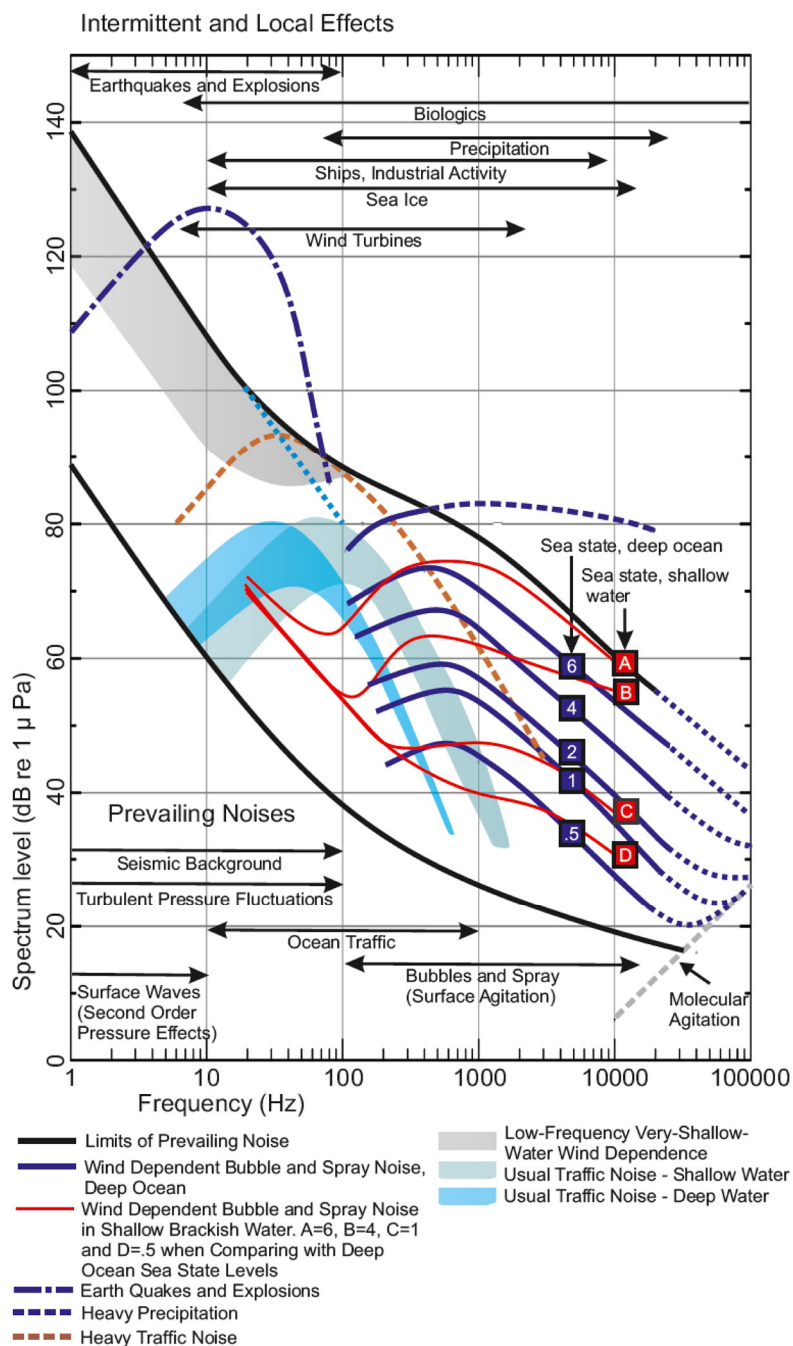 Intermittent and Local Effects
Earthquakes and Explosions
Biologics
Precipitation
Ships, Industrial Activity
Sea Ice
Wind Turbines
Spectrum level (dB re 1 μ Pa)
140
120
100
80
60
40
20
0
Sea state, deep ocean
Sea state, shallow
water
6
4
2
1
.5
A
B
C
D
Prevailing Noises
Seismic Background
Turbulent Pressure Fluctuations
Ocean Traffic
Bubbles and Spray
(Surface Agitation)
Surface Waves
(Second Order
Pressure Effects)
Molecular
Agitation
1 10 100 1000 10000 100000
Frequency (Hz)
Limits of Prevailing Noise
Wind Dependent Bubble and Spray Noise,
Deep Ocean
Wind Dependent Bubble and Spray Noise
in Shallow Brackish Water. A=6, B=4, C=1
and D=.5 when Comparing with Deep
Ocean Sea State Levels
Earth Quakes and Explosions
Heavy Precipitation
Heavy Traffic Noise
Low-Frequency Very-Shallow-
Water Wind Dependence
Usual Traffic Noise - Shallow Water
Usual Traffic Noise - Deep Water